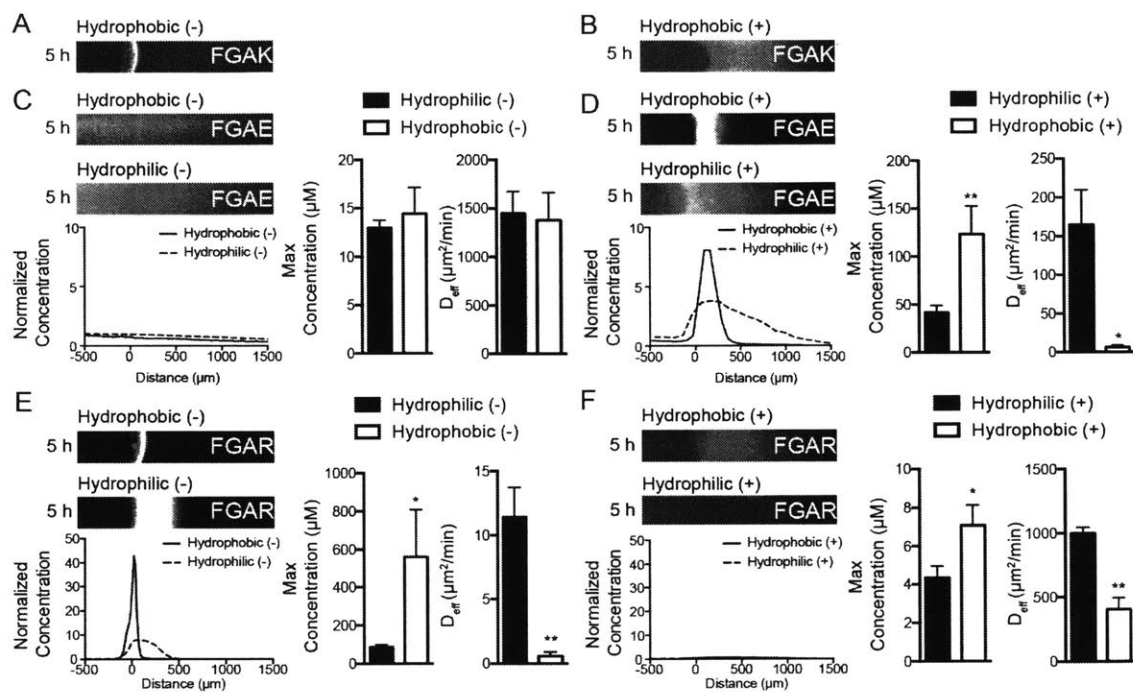 A
Hydrophobic (-)
5 h
FGAK
B
Hydrophobic (+)
5 h
FGAK
C
Hydrophobic (-)
5 h
FGAE
Hydrophilic (-)
5 h
FGAE
Normalized
Concentration
10
5
0
Hydrophobic (-)
Hydrophilic (-)
-500
0
500
1000
1500
Distance (µm)
Hydrophilic (-)
Hydrophobic (-)
Max
Concentration (µM)
20
15
10
5
0
D_eff (µm²/min)
2000
1500
1000
500
0
D
Hydrophobic (+)
5 h
FGAE
Hydrophilic (+)
5 h
FGAE
Normalized
Concentration
10
5
0
Hydrophobic (+)
Hydrophilic (+)
-500
0
500
1000
1500
Distance (µm)
Hydrophilic (+)
Hydrophobic (+)
Max
Concentration (µM)
200
150
100
50
0
**
D_eff (µm²/min)
250
200
150
100
50
0
*
E
Hydrophobic (-)
5 h
FGAR
Hydrophilic (-)
5 h
FGAR
Normalized
Concentration
50
40
30
20
10
0
Hydrophobic (-)
Hydrophilic (-)
-500
0
500
1000
1500
Distance (µm)
Hydrophilic (-)
Hydrophobic (-)
Max
Concentration (µM)
1000
800
600
400
200
0
*
D_eff (µm²/min)
15
10
5
0
**
F
Hydrophobic (+)
5 h
FGAR
Hydrophilic (+)
5 h
FGAR
Normalized
Concentration
50
40
30
20
10
0
Hydrophobic (+)
Hydrophilic (+)
-500
0
500
1000
1500
Distance (µm)
Hydrophilic (+)
Hydrophobic (+)
Max
Concentration (µM)
8
6
4
2
0
*
D_eff (µm²/min)
1500
1000
500
0
**